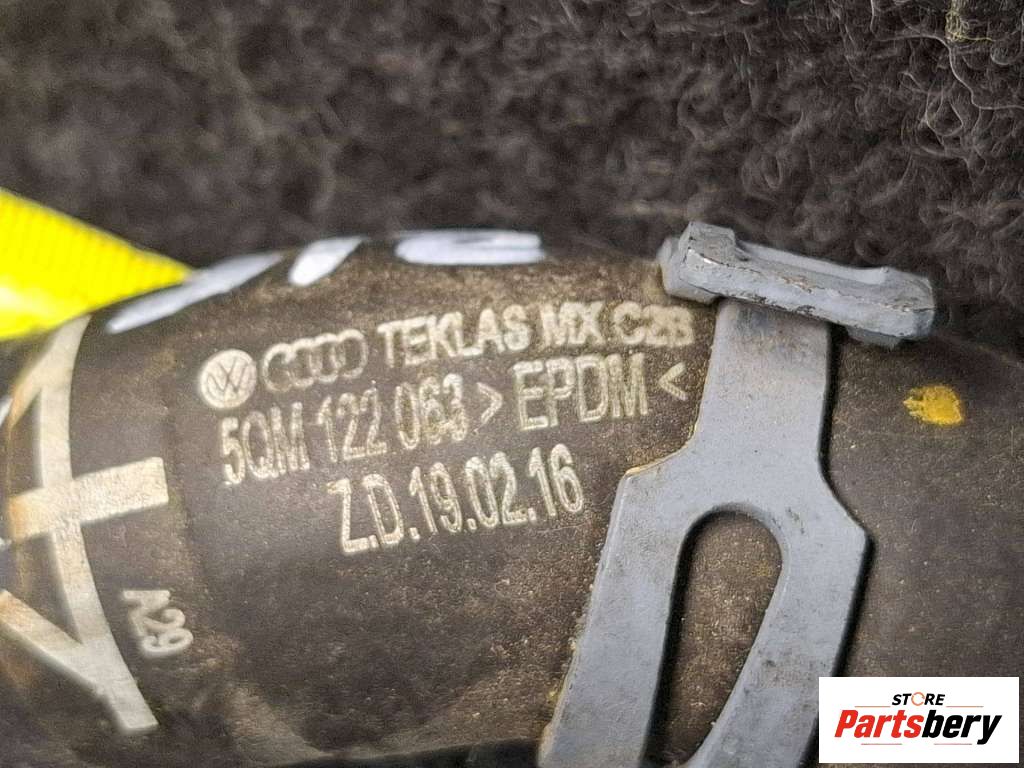 TEKLAS MX C2B
5QM 122 063 >EPDM<
Z.D.19.02.16
A29
STORE
Partsbery